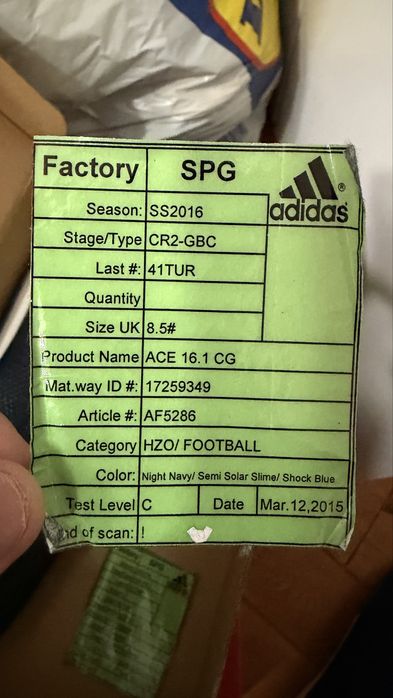 Factory SPG
adidas®
Season: SS2016
Stage/Type CR2-GBC
Last #: 41TUR
Quantity
Size UK 8.5#
Product Name ACE 16.1 CG
Mat.way ID #: 17259349
Article #: AF5286
Category HZO/ FOOTBALL
Color: Night Navy/ Semi Solar Slime/ Shock Blue
Test Level C Date Mar.12,2015
of scan: !
SPG